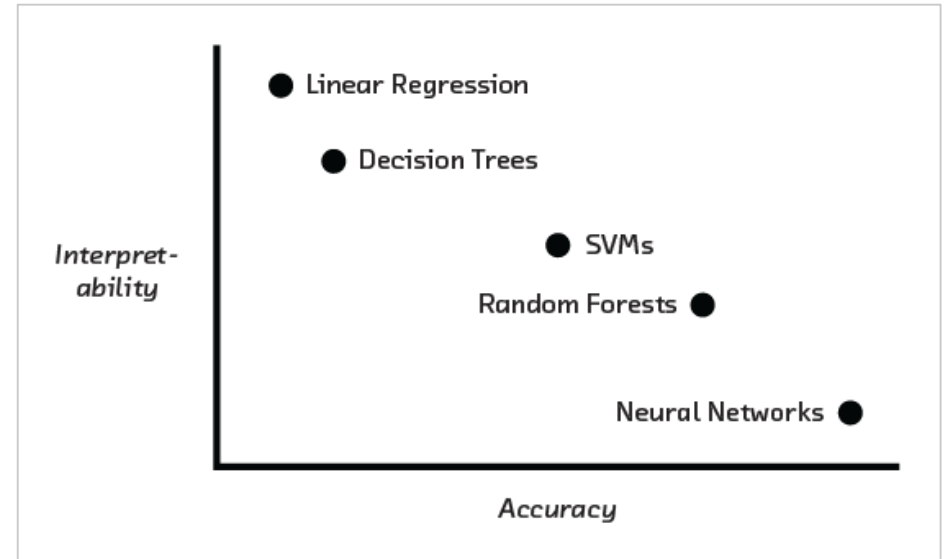 Linear Regression
Decision Trees
SVMs
Interpret-
ability
Random Forests
Neural Networks
Accuracy